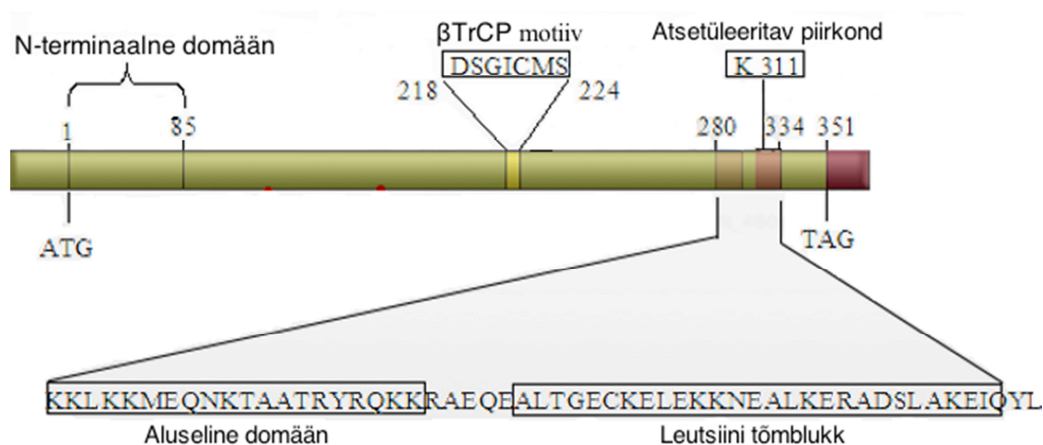 N-terminaalne domään
βTrCP motiiv
Atsetüleeritav piirkond
DSGICMS
K 311
218
224
1
85
280
334
351
ATG
TAG
KKLKKMEQNKTAATRYRQKKRAEQEALTGECKELEKKNEALKERADSLAKEIQYL
Aluseline domään
Leutsiini tõmblukk